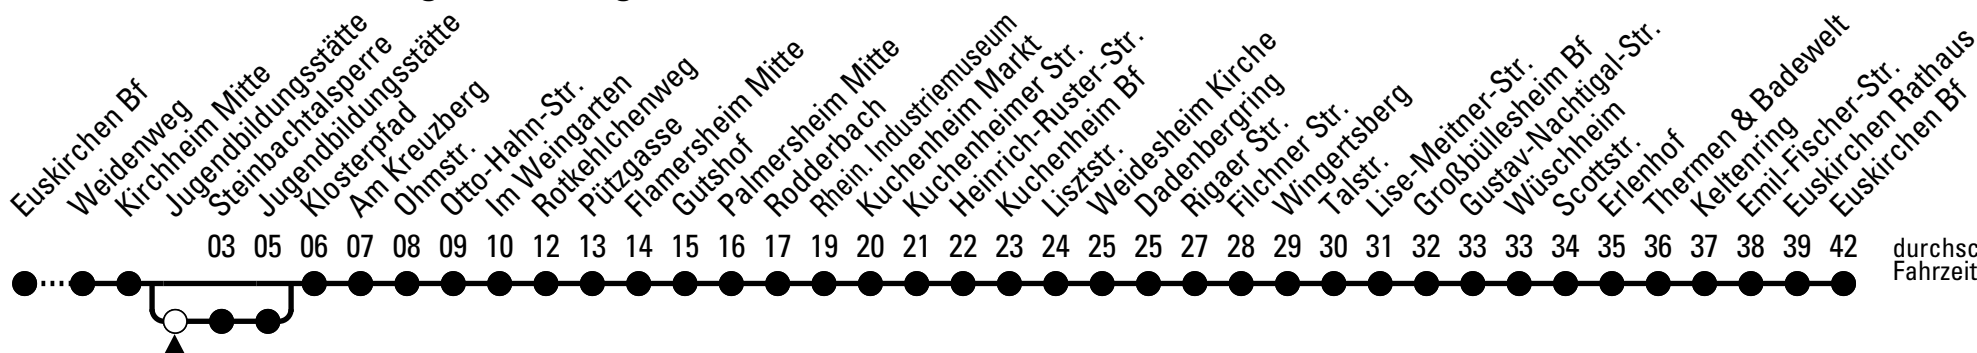 Euskirchen Bf
Weidenweg
Kirchheim Mitte
Jugendbildungsstätte
Steinbachtalsperre
Jugendbildungsstätte
Klosterpfad
Am Kreuzberg
Ohmstr.
Otto-Hahn-Str.
Im Weingarten
Rotkehlchenweg
Pützgasse
Flamersheim Mitte
Gutshof
Palmersheim Mitte
Rodderbach
Rhein. Industriemuseum
Kuchenheim Markt
Kuchenheimer Str.
Heinrich-Ruster-Str.
Kuchenheim Bf
Lisztstr.
Weidesheim Kirche
Dadenbergring
Rigaer Str.
Filchner Str.
Wingertsberg
Talstr.
Lise-Meitner-Str.
Großbüllesheim Bf
Gustav-Nachtigal-Str.
Wüschheim
Scottstr.
Erlenhof
Thermen & Badewelt
Keltenring
Emil-Fischer-Str.
Euskirchen Rathaus
Euskirchen Bf
03 05 06 07 08 09 10 12 13 14 15 16 17 19 20 21 22 23 24 25 25 27 28 29 30 31 32 33 33 34 35 36 37 38 39 42
durchsc
Fahrzeit